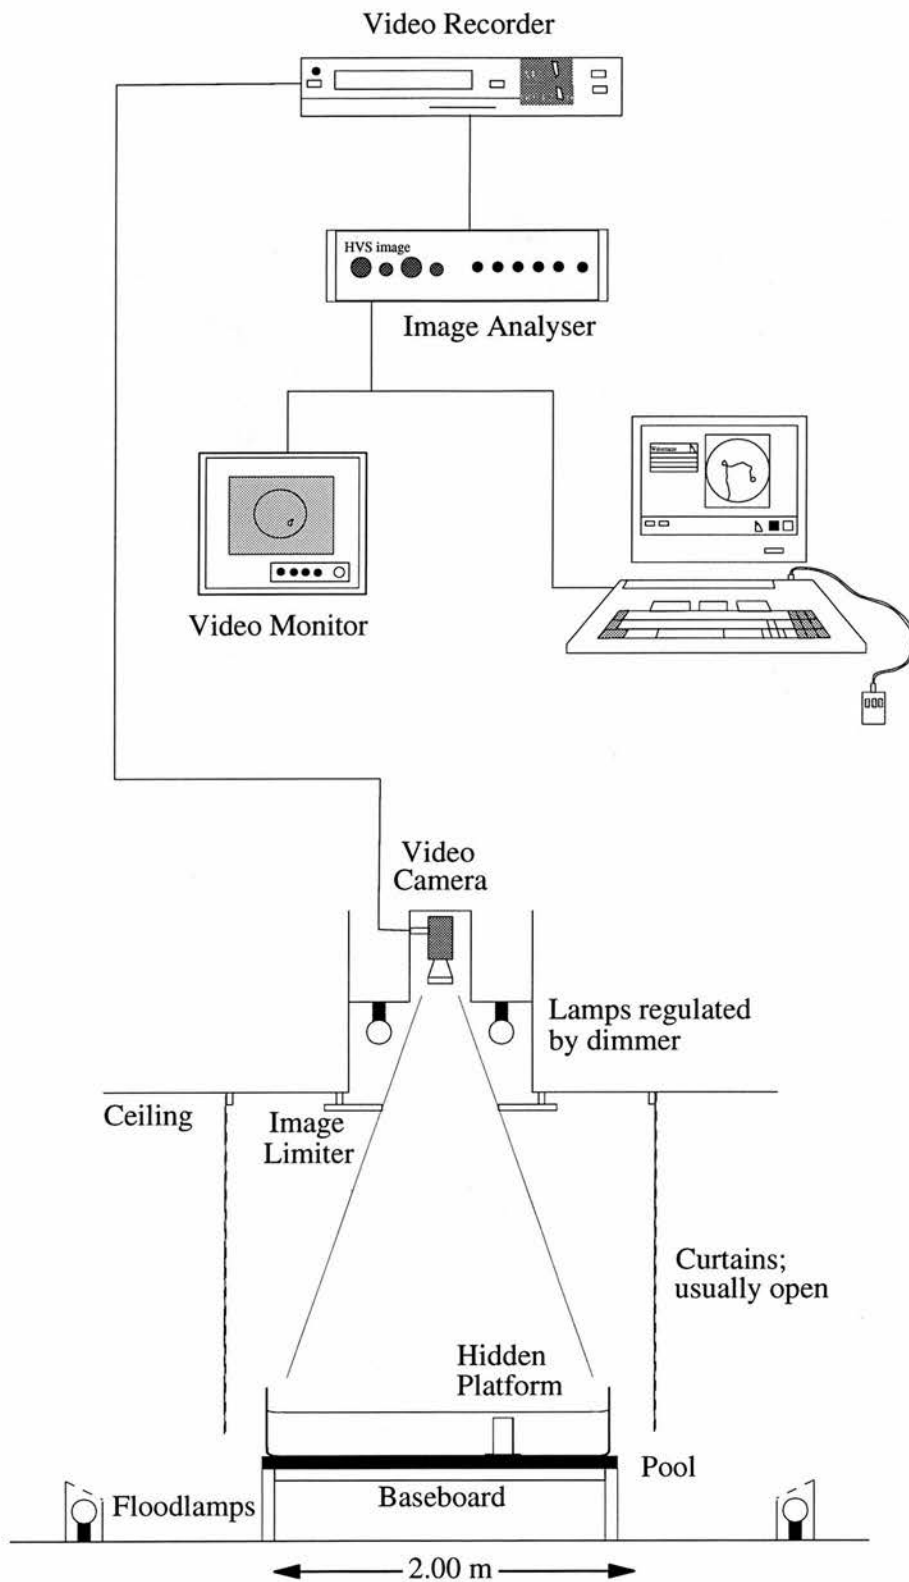 Video Recorder
HVS image
Image Analyser
Watermaze
Video Monitor
Video
Camera
Lamps regulated
by dimmer
Ceiling
Image
Limiter
Curtains;
usually open
Hidden
Platform
Pool
Floodlamps
Baseboard
2.00 m